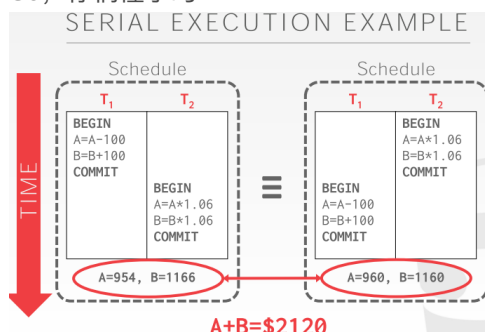 SERIAL EXECUTION EXAMPLE
Schedule
T1 T2
BEGIN
A=A-100
B=B+100
COMMIT
BEGIN
A=A*1.06
B=B*1.06
COMMIT
A=954, B=1166
TIME
≡
Schedule
T1 T2
BEGIN
A=A*1.06
B=B*1.06
COMMIT
BEGIN
A=A-100
B=B+100
COMMIT
A=960, B=1160
A+B=$2120